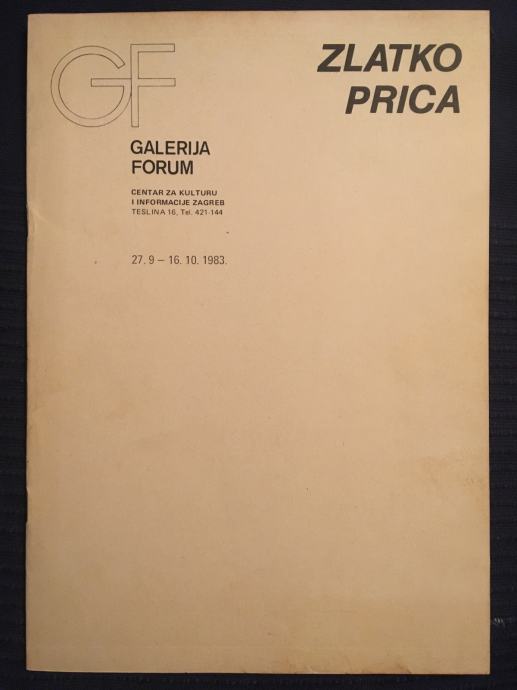 GF
ZLATKO
PRICA
GALERIJA
FORUM
CENTAR ZA KULTURU
I INFORMACIJE ZAGREB
TESLINA 16, Tel. 421-144
27. 9 – 16. 10. 1983.